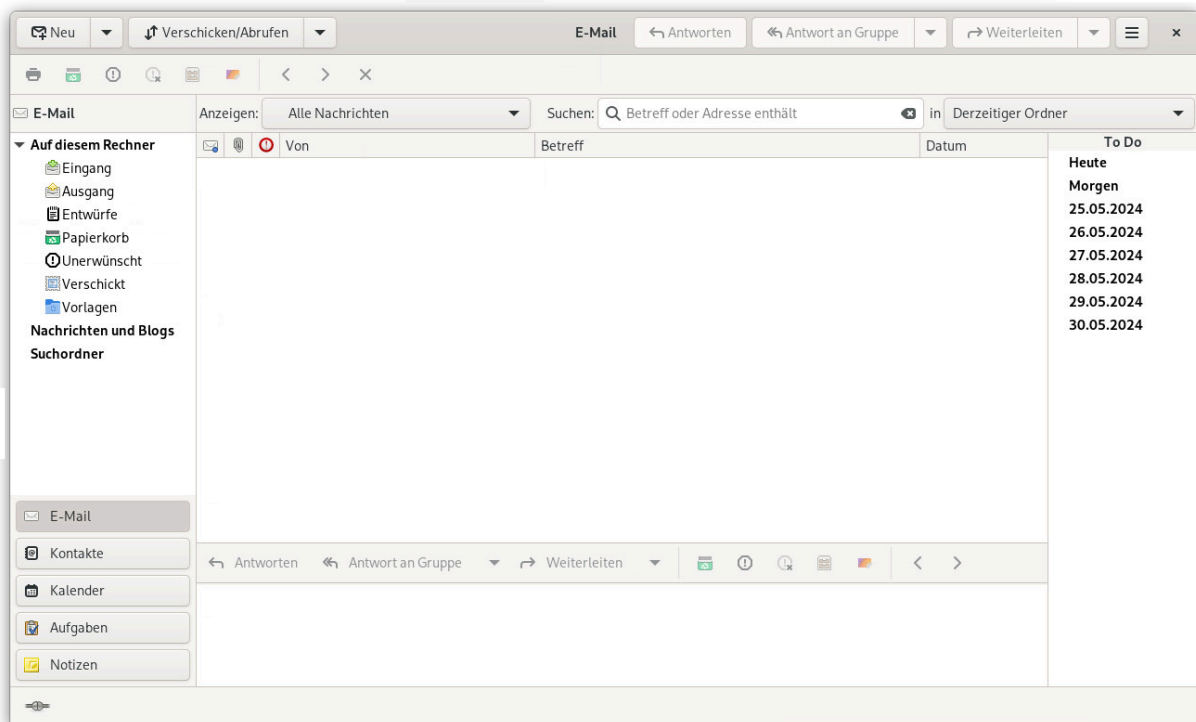 Neu Verschicken/Abrufen E-Mail Antworten Antwort an Gruppe Weiterleiten
E-Mail Anzeigen: Alle Nachrichten Suchen: Betreff oder Adresse enthält in Derzeitiger Ordner
Auf diesem Rechner
Eingang
Ausgang
Entwürfe
Papierkorb
Unerwünscht
Verschickt
Vorlagen
Nachrichten und Blogs
Suchordner
Von Betreff Datum
To Do
Heute
Morgen
25.05.2024
26.05.2024
27.05.2024
28.05.2024
29.05.2024
30.05.2024
E-Mail
Kontakte
Kalender
Aufgaben
Notizen
Antworten Antwort an Gruppe Weiterleiten